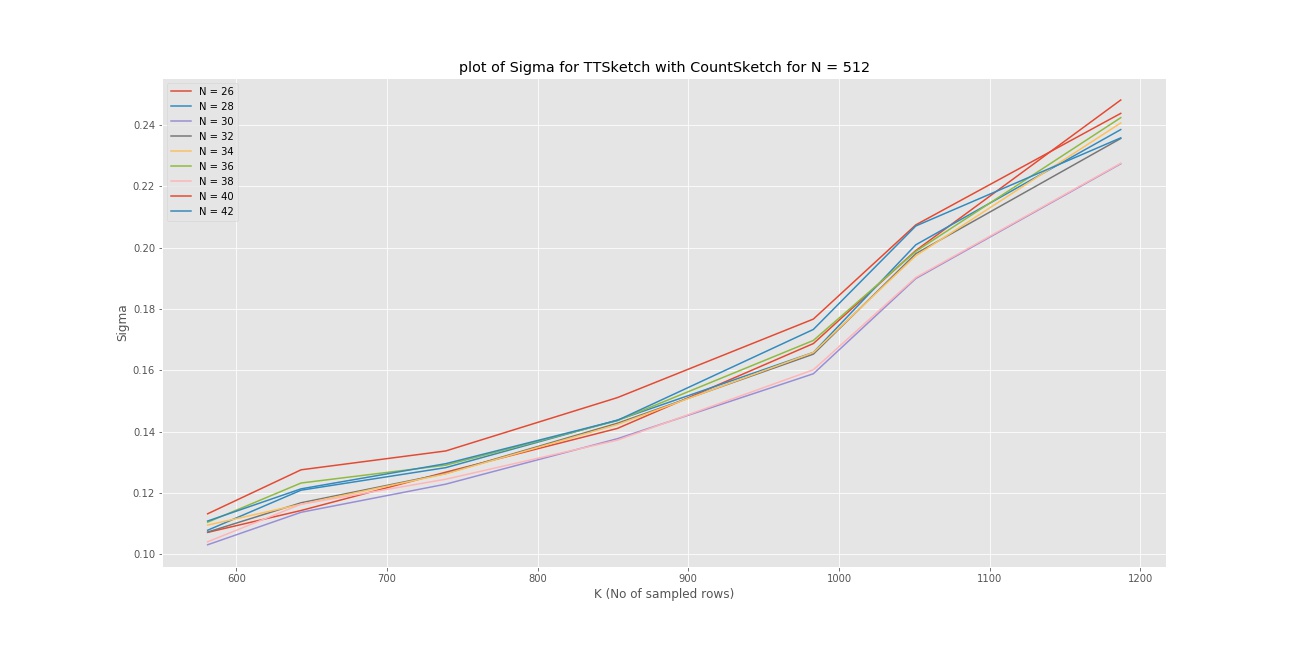 plot of Sigma for TTSketch with CountSketch for N = 512
N = 26
N = 28
N = 30
N = 32
N = 34
N = 36
N = 38
N = 40
N = 42
0.24
0.22
0.20
0.18
0.16
0.14
0.12
0.10
Sigma
600 700 800 900 1000 1100 1200
K (No of sampled rows)